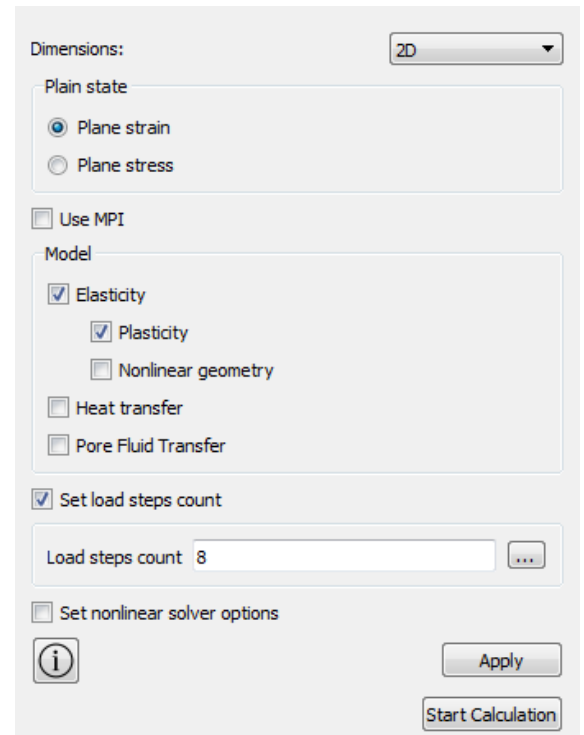 Dimensions: 2D
Plain state
Plane strain
Plane stress
Use MPI
Model
Elasticity
Plasticity
Nonlinear geometry
Heat transfer
Pore Fluid Transfer
Set load steps count
Load steps count 8 ...
Set nonlinear solver options
i Apply
Start Calculation